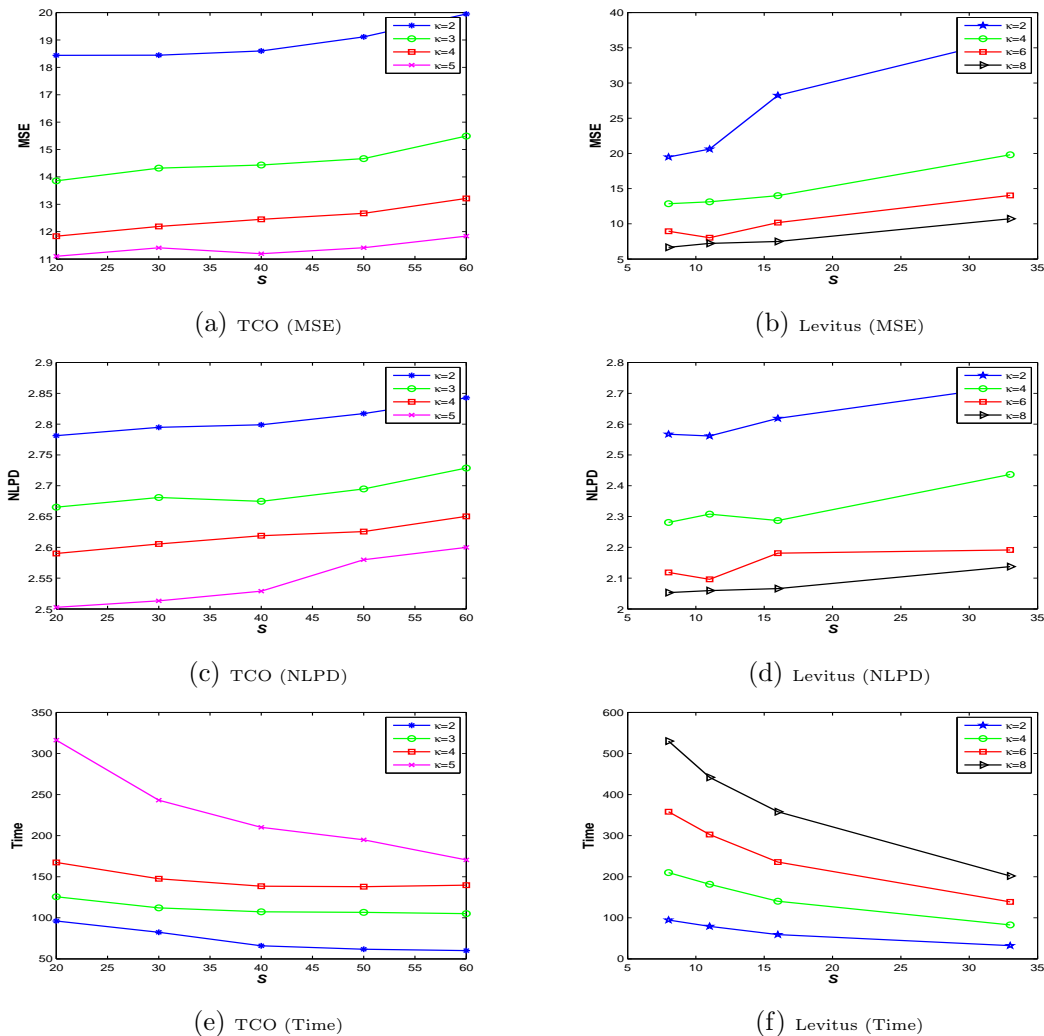 20
19
18
17
16
15
14
13
12
11
MSE
20 25 30 35 40 45 50 55 60
S
κ=2
κ=3
κ=4
κ=5
(a) TCO (MSE)
40
35
30
25
20
15
10
5
MSE
5 10 15 20 25 30 35
S
κ=2
κ=4
κ=6
κ=8
(b) Levitus (MSE)
2.9
2.85
2.8
2.75
2.7
2.65
2.6
2.55
2.5
NLPD
20 25 30 35 40 45 50 55 60
S
κ=2
κ=3
κ=4
κ=5
(c) TCO (NLPD)
2.8
2.7
2.6
2.5
2.4
2.3
2.2
2.1
2
NLPD
5 10 15 20 25 30 35
S
κ=2
κ=4
κ=6
κ=8
(d) Levitus (NLPD)
350
300
250
200
150
100
50
Time
20 25 30 35 40 45 50 55 60
S
κ=2
κ=3
κ=4
κ=5
(e) TCO (Time)
600
500
400
300
200
100
0
Time
5 10 15 20 25 30 35
S
κ=2
κ=4
κ=6
κ=8
(f) Levitus (Time)